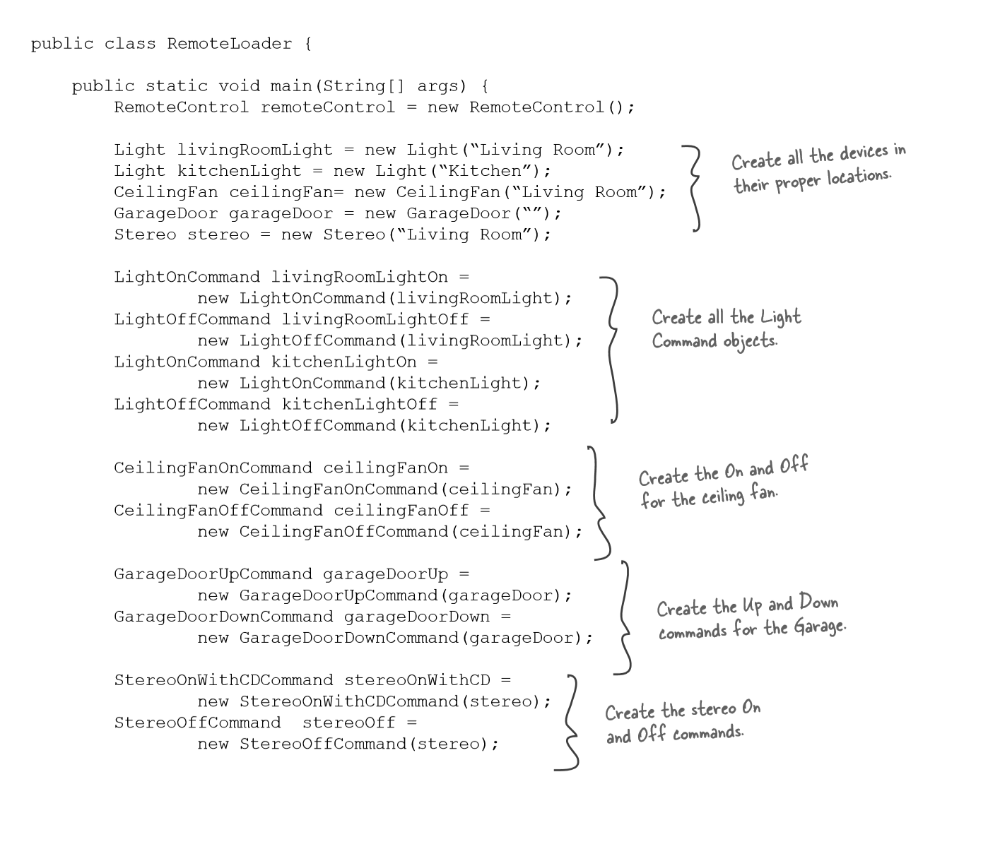 public class RemoteLoader {
public static void main(String[] args) {
RemoteControl remoteControl = new RemoteControl();
Light livingRoomLight = new Light(“Living Room”);
Light kitchenLight = new Light(“Kitchen”);
CeilingFan ceilingFan= new CeilingFan(“Living Room”);
GarageDoor garageDoor = new GarageDoor(“”);
Stereo stereo = new Stereo(“Living Room”);
Create all the devices in
their proper locations.
LightOnCommand livingRoomLightOn =
new LightOnCommand(livingRoomLight);
LightOffCommand livingRoomLightOff =
new LightOffCommand(livingRoomLight);
LightOnCommand kitchenLightOn =
new LightOnCommand(kitchenLight);
LightOffCommand kitchenLightOff =
new LightOffCommand(kitchenLight);
Create all the Light
Command objects.
CeilingFanOnCommand ceilingFanOn =
new CeilingFanOnCommand(ceilingFan);
CeilingFanOffCommand ceilingFanOff =
new CeilingFanOffCommand(ceilingFan);
Create the On and Off
for the ceiling fan.
GarageDoorUpCommand garageDoorUp =
new GarageDoorUpCommand(garageDoor);
GarageDoorDownCommand garageDoorDown =
new GarageDoorDownCommand(garageDoor);
Create the Up and Down
commands for the Garage.
StereoOnWithCDCommand stereoOnWithCD =
new StereoOnWithCDCommand(stereo);
StereoOffCommand  stereoOff =
new StereoOffCommand(stereo);
Create the stereo On
and Off commands.